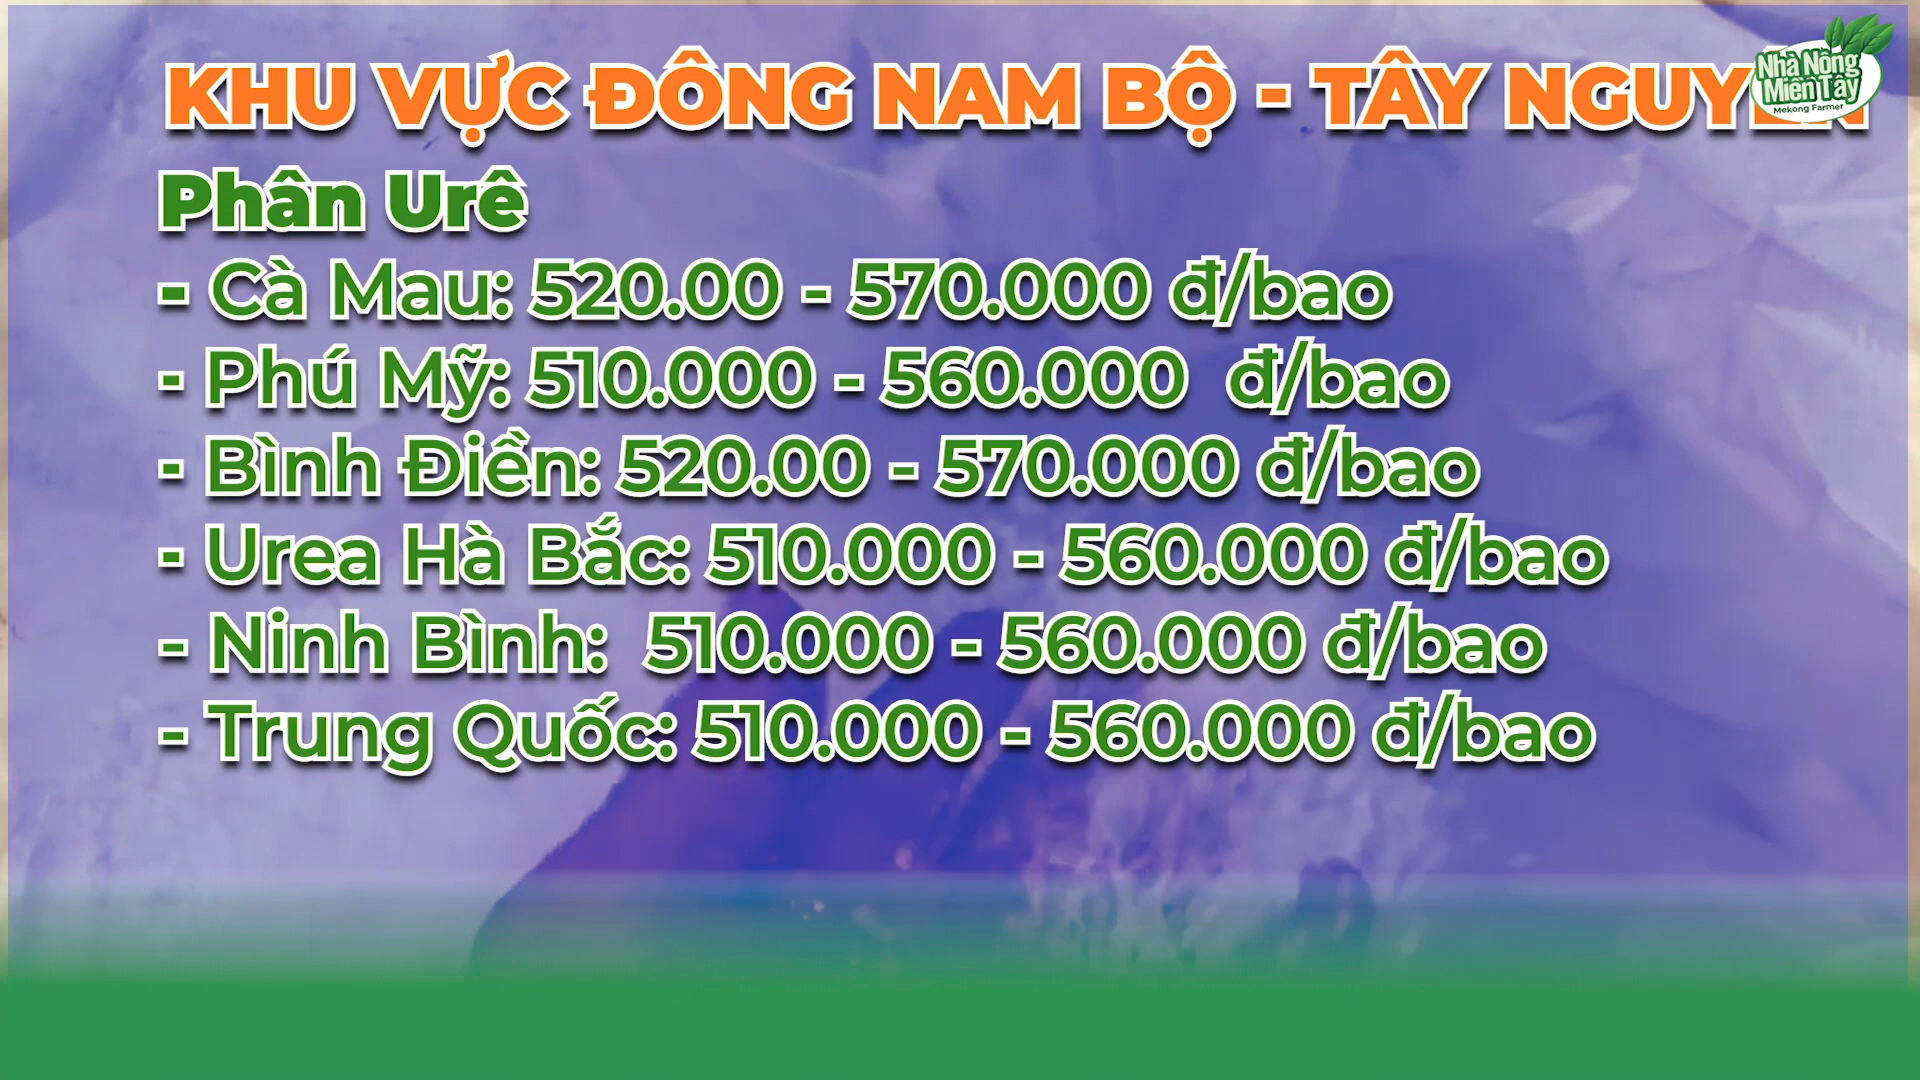 KHU VỰC ĐÔNG NAM BỘ - TÂY NGUYÊN
Nhà Nông
Miền Tây
Mekong Farmer
Phân Urê
- Cà Mau: 520.00 - 570.000 đ/bao
- Phú Mỹ: 510.000 - 560.000 đ/bao
- Bình Điền: 520.00 - 570.000 đ/bao
- Urea Hà Bắc: 510.000 - 560.000 đ/bao
- Ninh Bình: 510.000 - 560.000 đ/bao
- Trung Quốc: 510.000 - 560.000 đ/bao